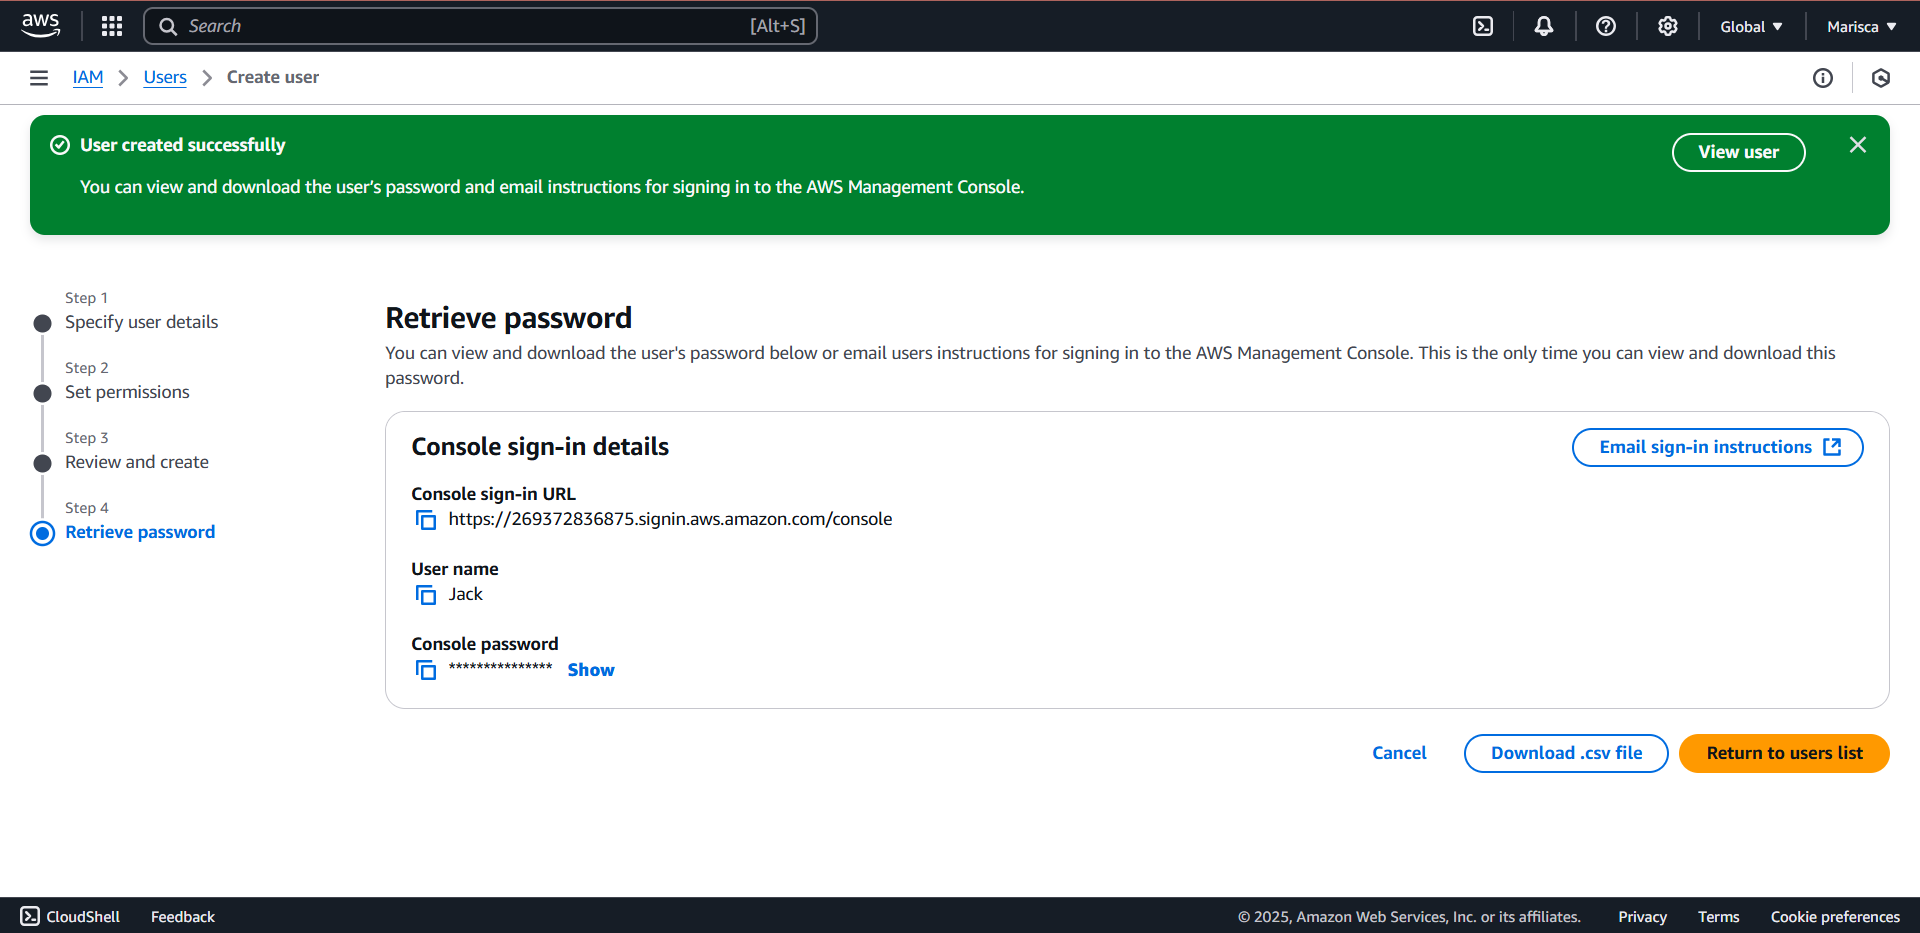 aws
Search [Alt+S]
Global Marisca
IAM Users Create user
User created successfully
View user
You can view and download the user's password and email instructions for signing in to the AWS Management Console.
Step 1
Specify user details
Step 2
Set permissions
Step 3
Review and create
Step 4
Retrieve password
Retrieve password
You can view and download the user's password below or email users instructions for signing in to the AWS Management Console. This is the only time you can view and download this
password.
Console sign-in details
Email sign-in instructions
Console sign-in URL
https://269372836875.signin.aws.amazon.com/console
User name
Jack
Console password
*************** Show
Cancel Download .csv file Return to users list
CloudShell Feedback © 2025, Amazon Web Services, Inc. or its affiliates. Privacy Terms Cookie preferences